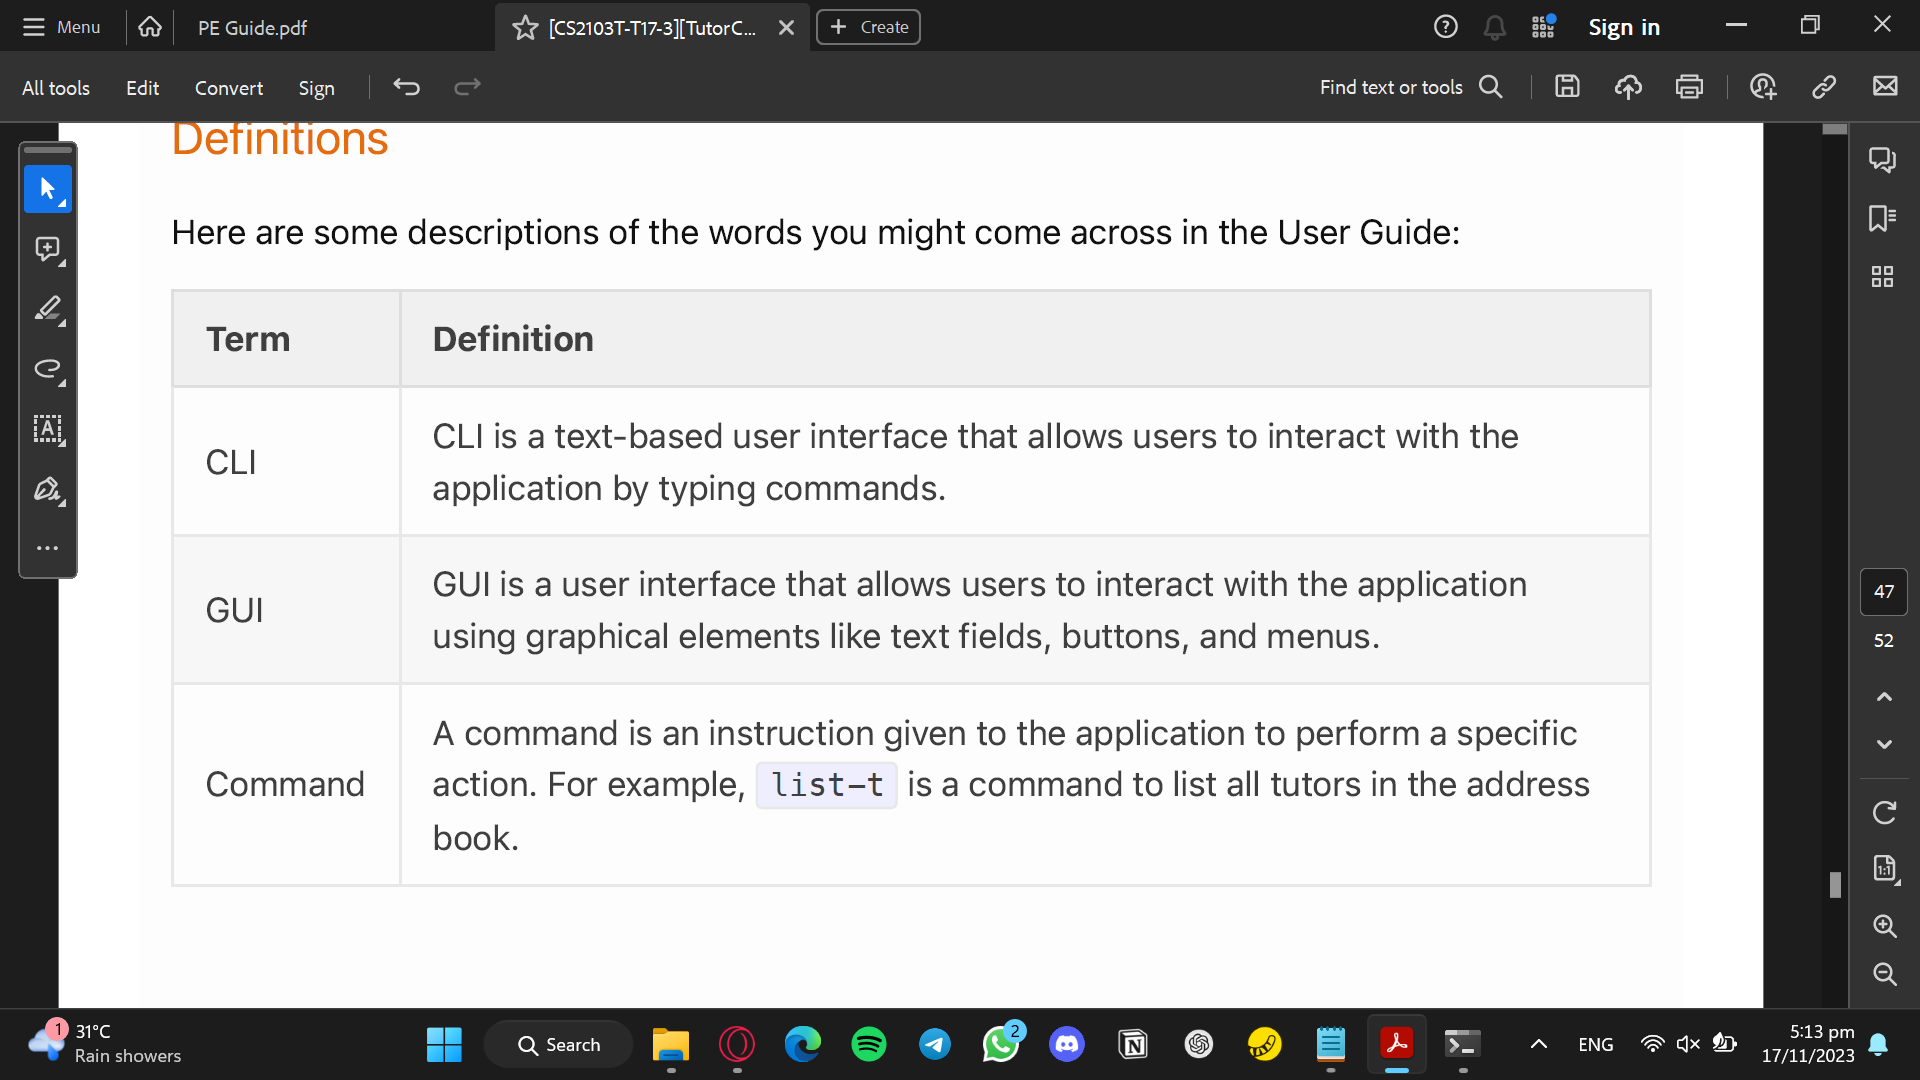 Menu
PE Guide.pdf
[CS2103T-T17-3][TutorC...
Create
Sign in
All tools
Edit
Convert
Sign
Find text or tools
Definitions
Here are some descriptions of the words you might come across in the User Guide:
Term
Definition
CLI
CLI is a text-based user interface that allows users to interact with the
application by typing commands.
GUI
GUI is a user interface that allows users to interact with the application
using graphical elements like text fields, buttons, and menus.
Command
A command is an instruction given to the application to perform a specific
action. For example, list-t is a command to list all tutors in the address
book.
47
52
1:1
1
31°C
Rain showers
Search
2
ENG
5:13 pm
17/11/2023